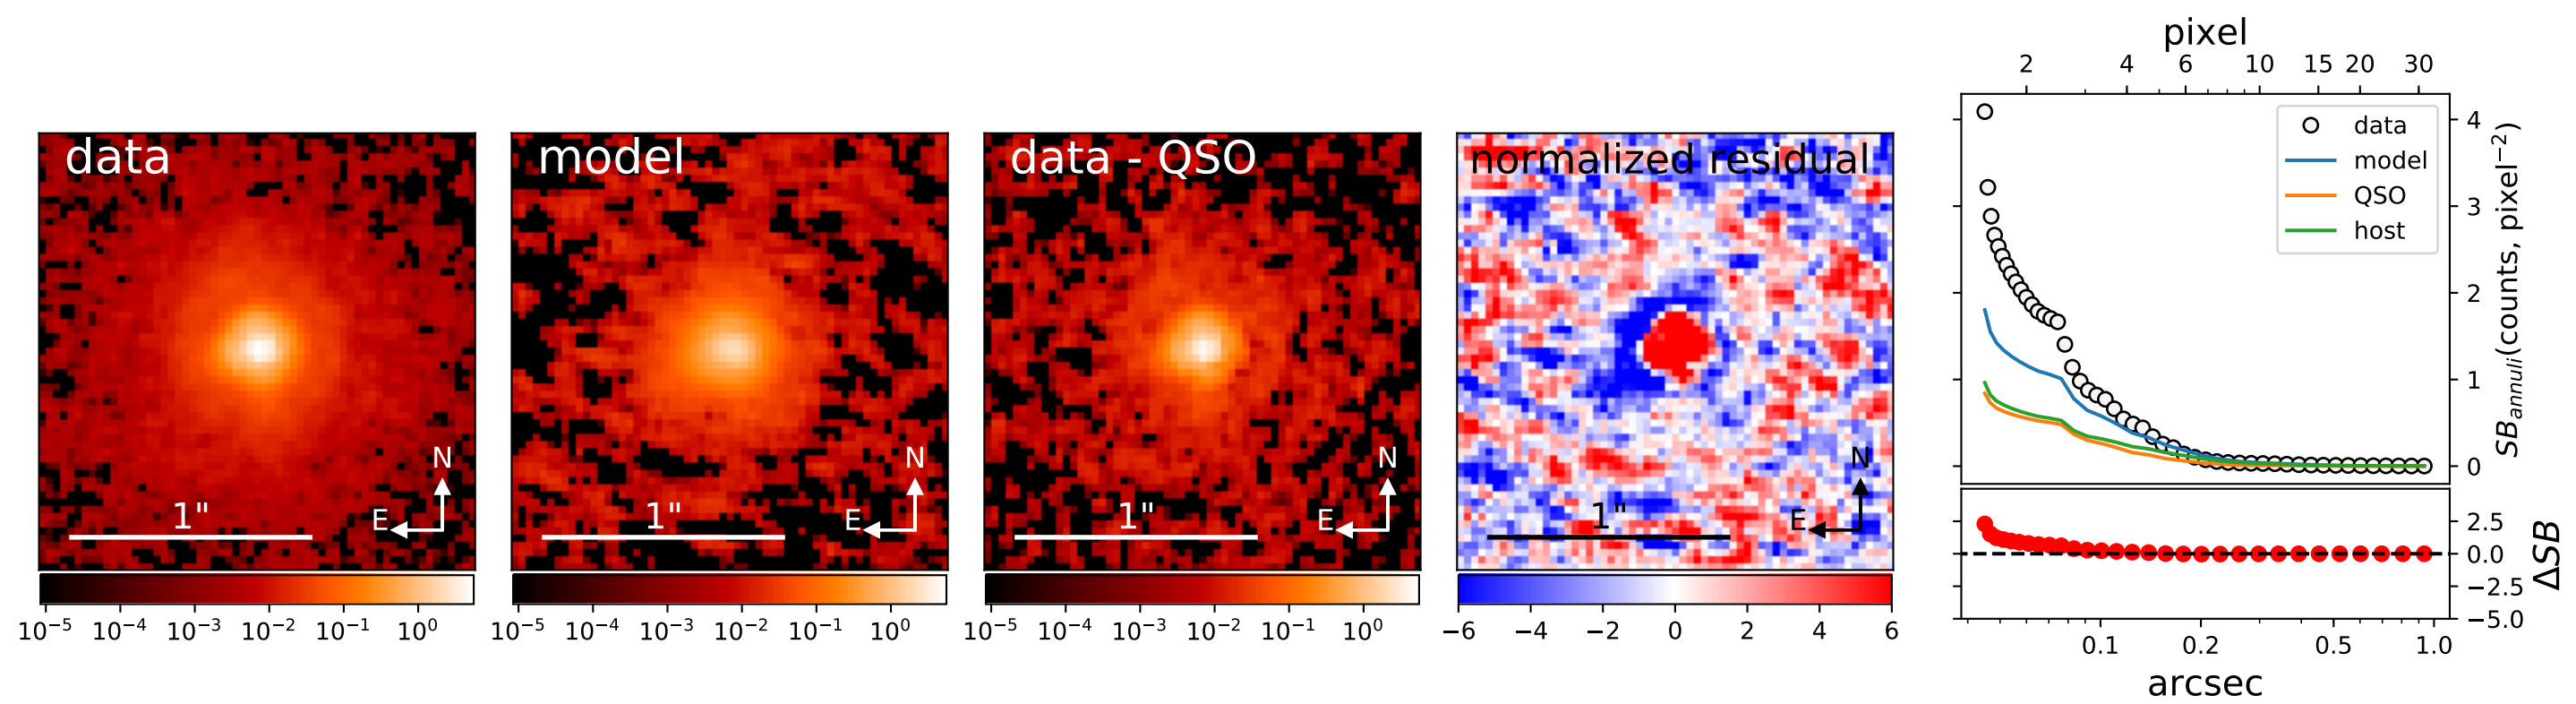 data
N
E
1"
10⁻⁵ 10⁻⁴ 10⁻³ 10⁻² 10⁻¹ 10⁰
model
N
E
1"
10⁻⁵ 10⁻⁴ 10⁻³ 10⁻² 10⁻¹ 10⁰
data - QSO
N
E
1"
10⁻⁵ 10⁻⁴ 10⁻³ 10⁻² 10⁻¹ 10⁰
normalized residual
N
E
1"
−6 −4 −2 0 2 4 6
pixel
2 4 6 10 15 20 30
data
model
QSO
host
4
3
2
1
0
SB_annuli(counts, pixel⁻²)
2.5
0.0
−2.5
−5.0
ΔSB
0.1 0.2 0.5 1.0
arcsec